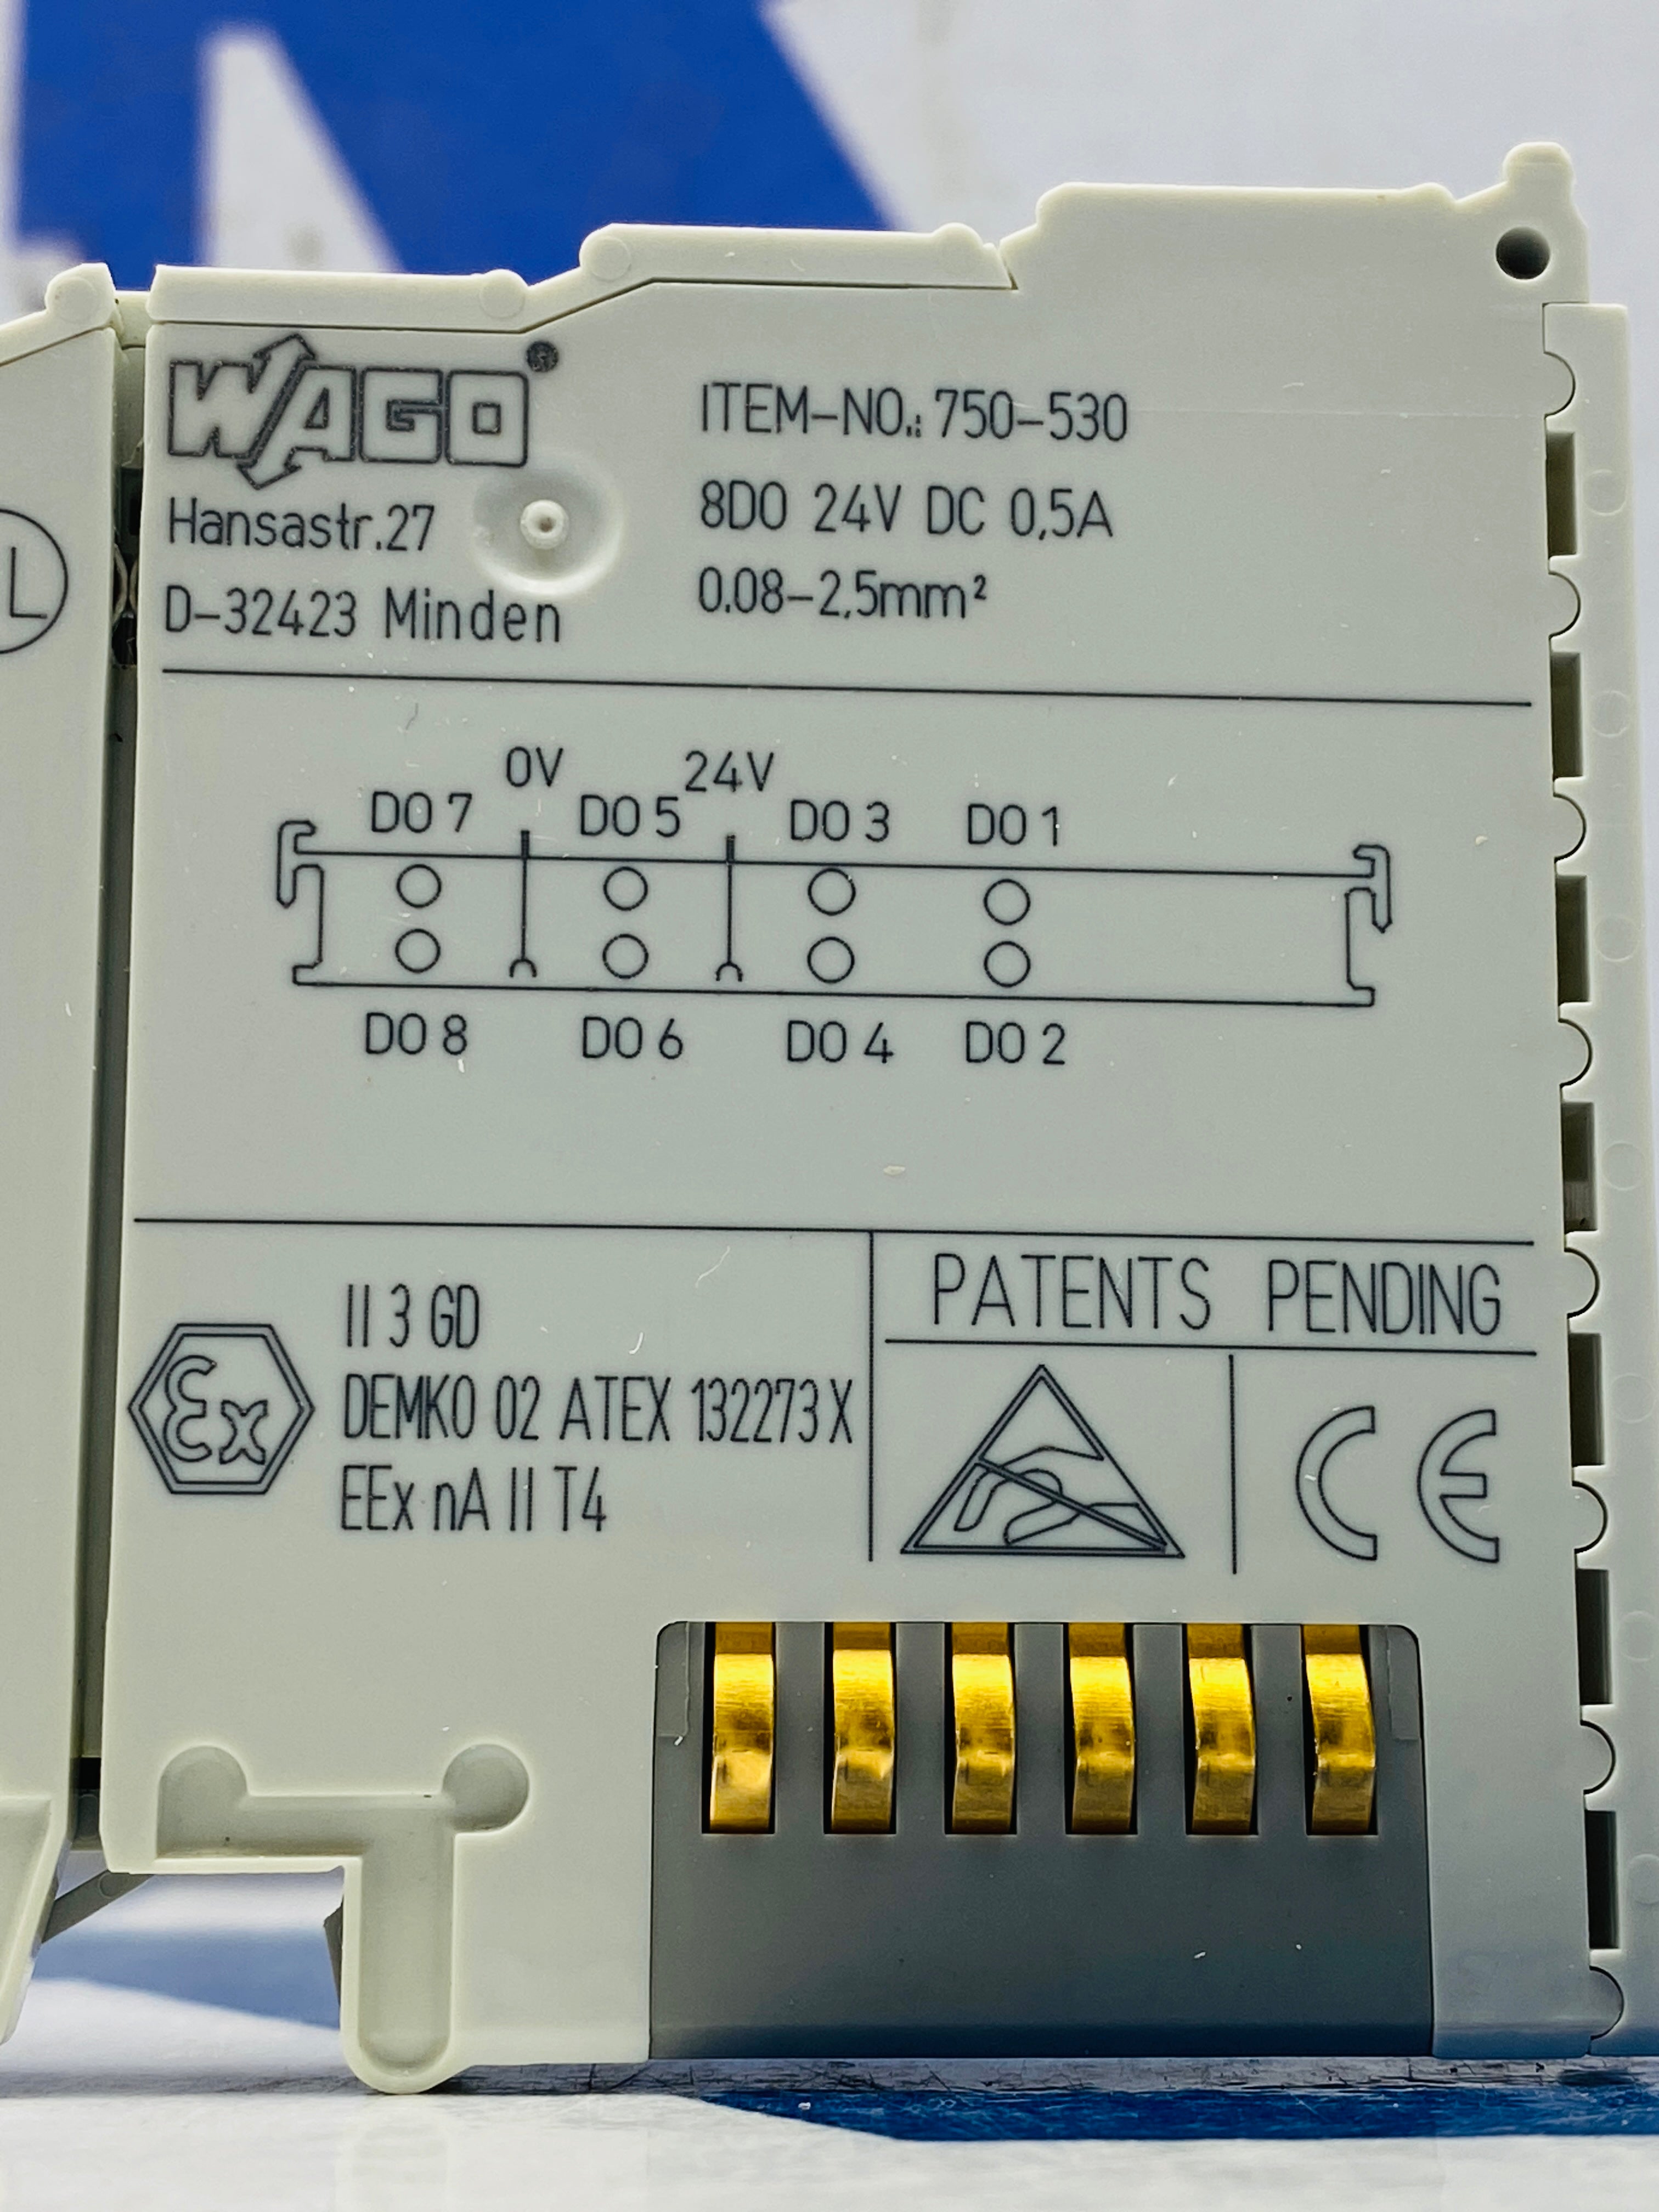 WAGO®
Hansastr.27
D-32423 Minden
ITEM-NO.: 750-530
8DO 24V DC 0,5A
0.08-2.5mm²
0V 24V
DO 7 DO 5 DO 3 DO 1
DO 8 DO 6 DO 4 DO 2
Ex
II 3 GD
DEMKO 02 ATEX 132273 X
EEx nA II T4
PATENTS PENDING
CE
L